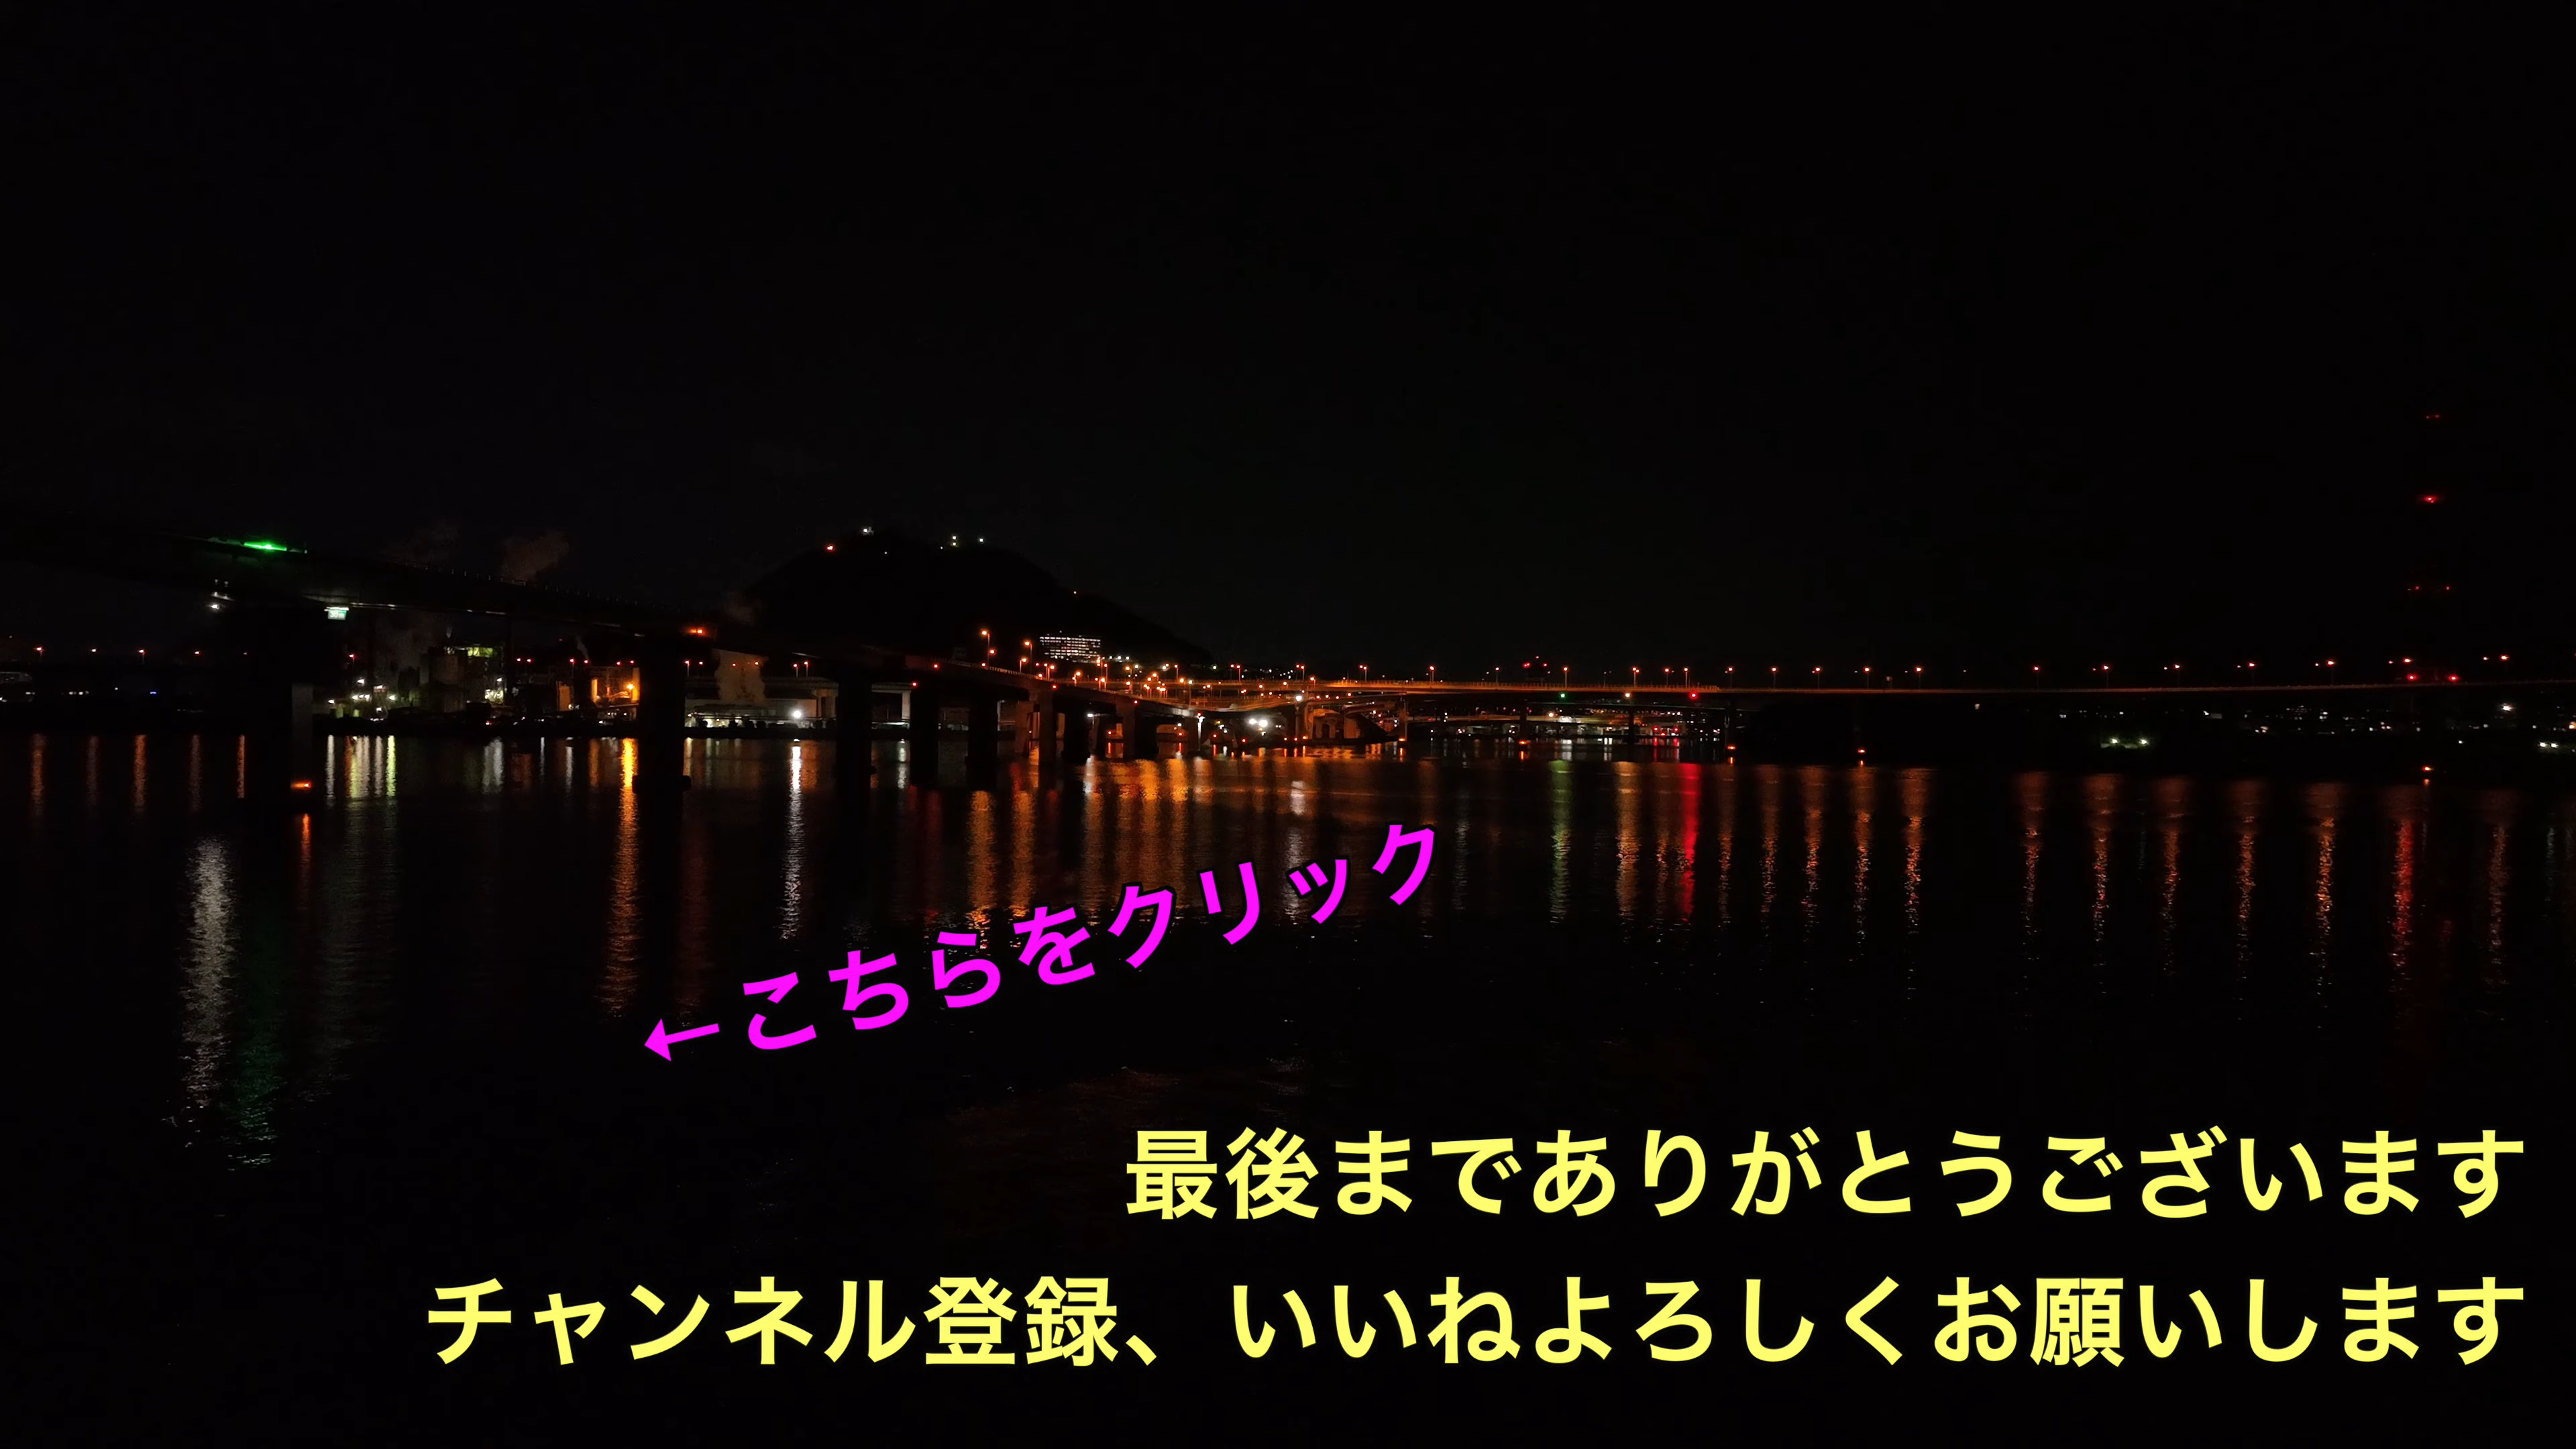 ←こちらをクリック
最後までありがとうございます
チャンネル登録、いいねよろしくお願いします